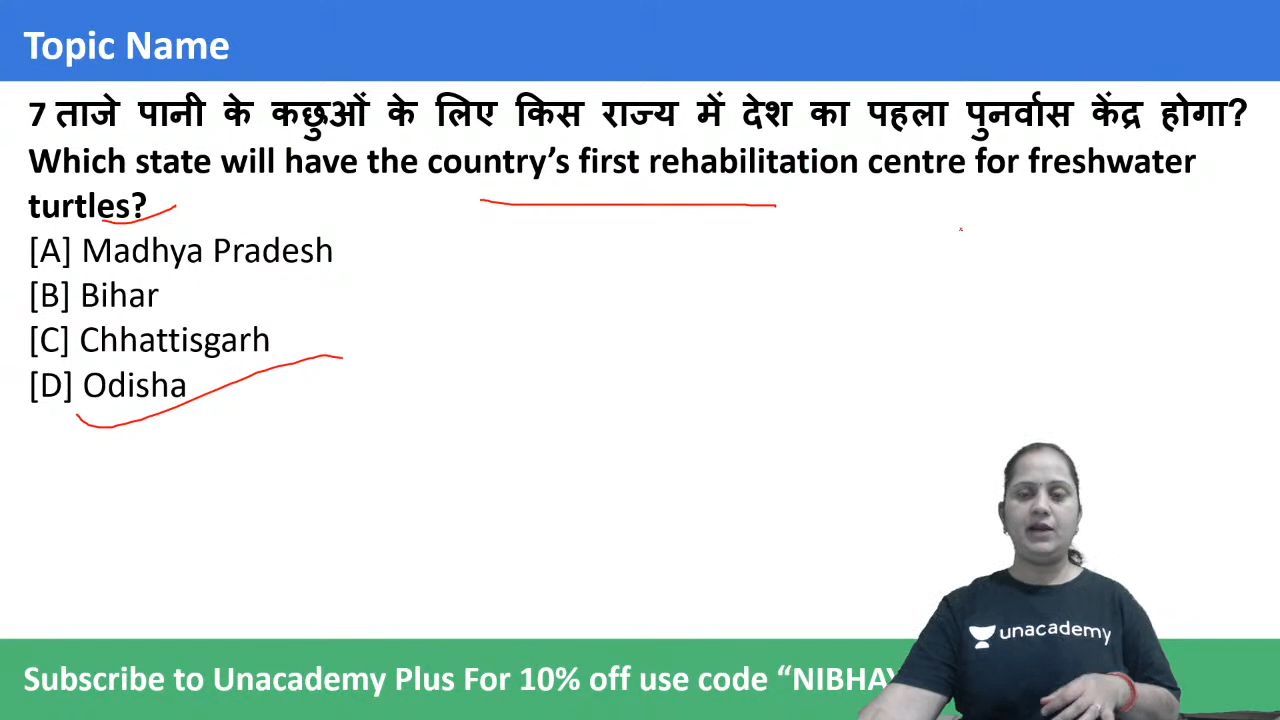 Topic Name
7 ताजे पानी के कछुओं के लिए किस राज्य में देश का पहला पुनर्वास केंद्र होगा?
Which state will have the country’s first rehabilitation centre for freshwater
turtles?
[A] Madhya Pradesh
[B] Bihar
[C] Chhattisgarh
[D] Odisha
unacademy
Subscribe to Unacademy Plus For 10% off use code “NIBHAY